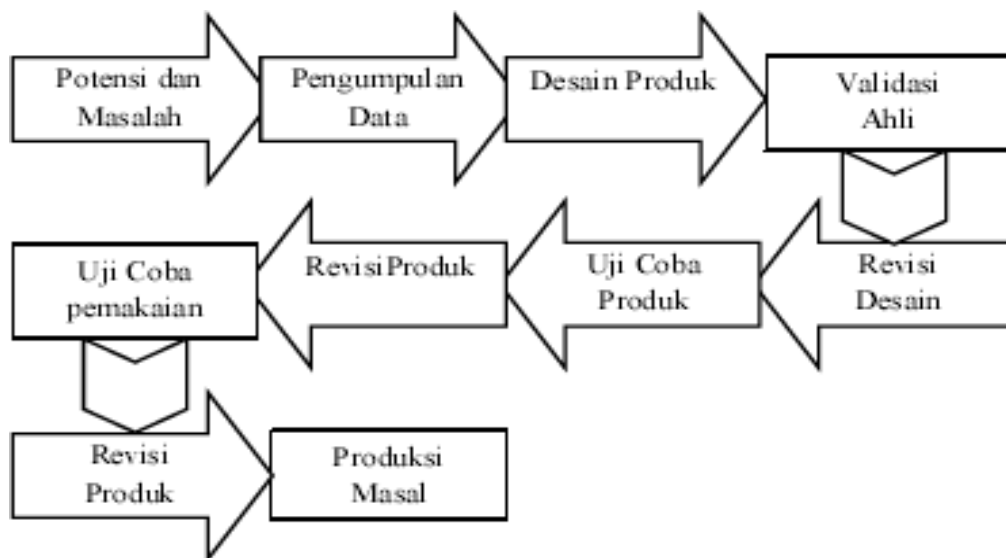 Potensi dan
Masalah
Pengumpulan
Data
Desain Produk
Validasi
Ahli
Revisi
Desain
Uji Coba
Produk
Revisi Produk
Uji Coba
pemakaian
Revisi
Produk
Produksi
Masal